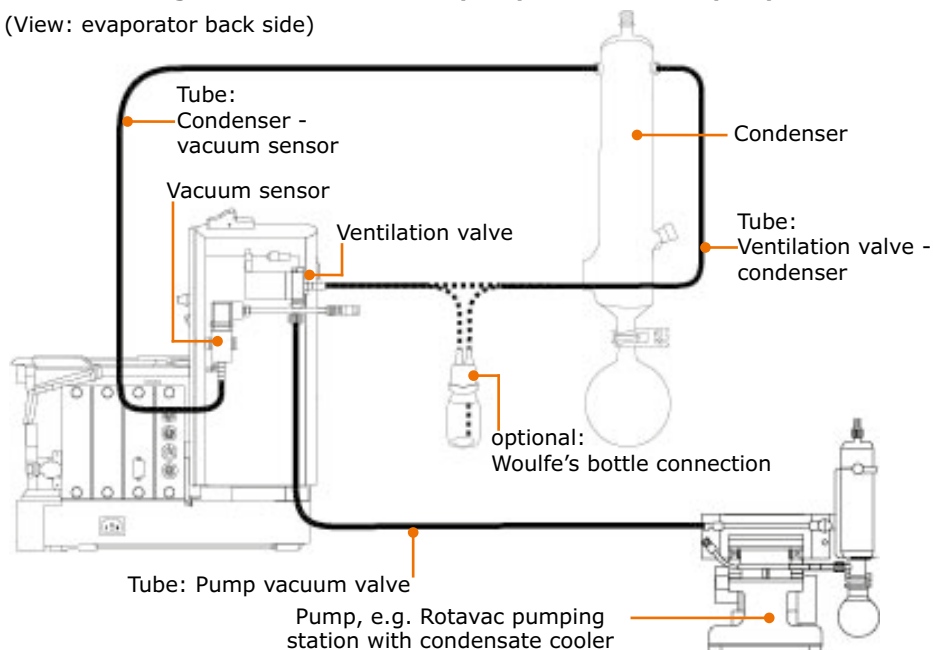 (View: evaporator back side)
Tube:
Condenser -
vacuum sensor
Condenser
Vacuum sensor
Ventilation valve
Tube:
Ventilation valve -
condenser
optional:
Woulfe's bottle connection
Tube: Pump vacuum valve
Pump, e.g. Rotavac pumping
station with condensate cooler